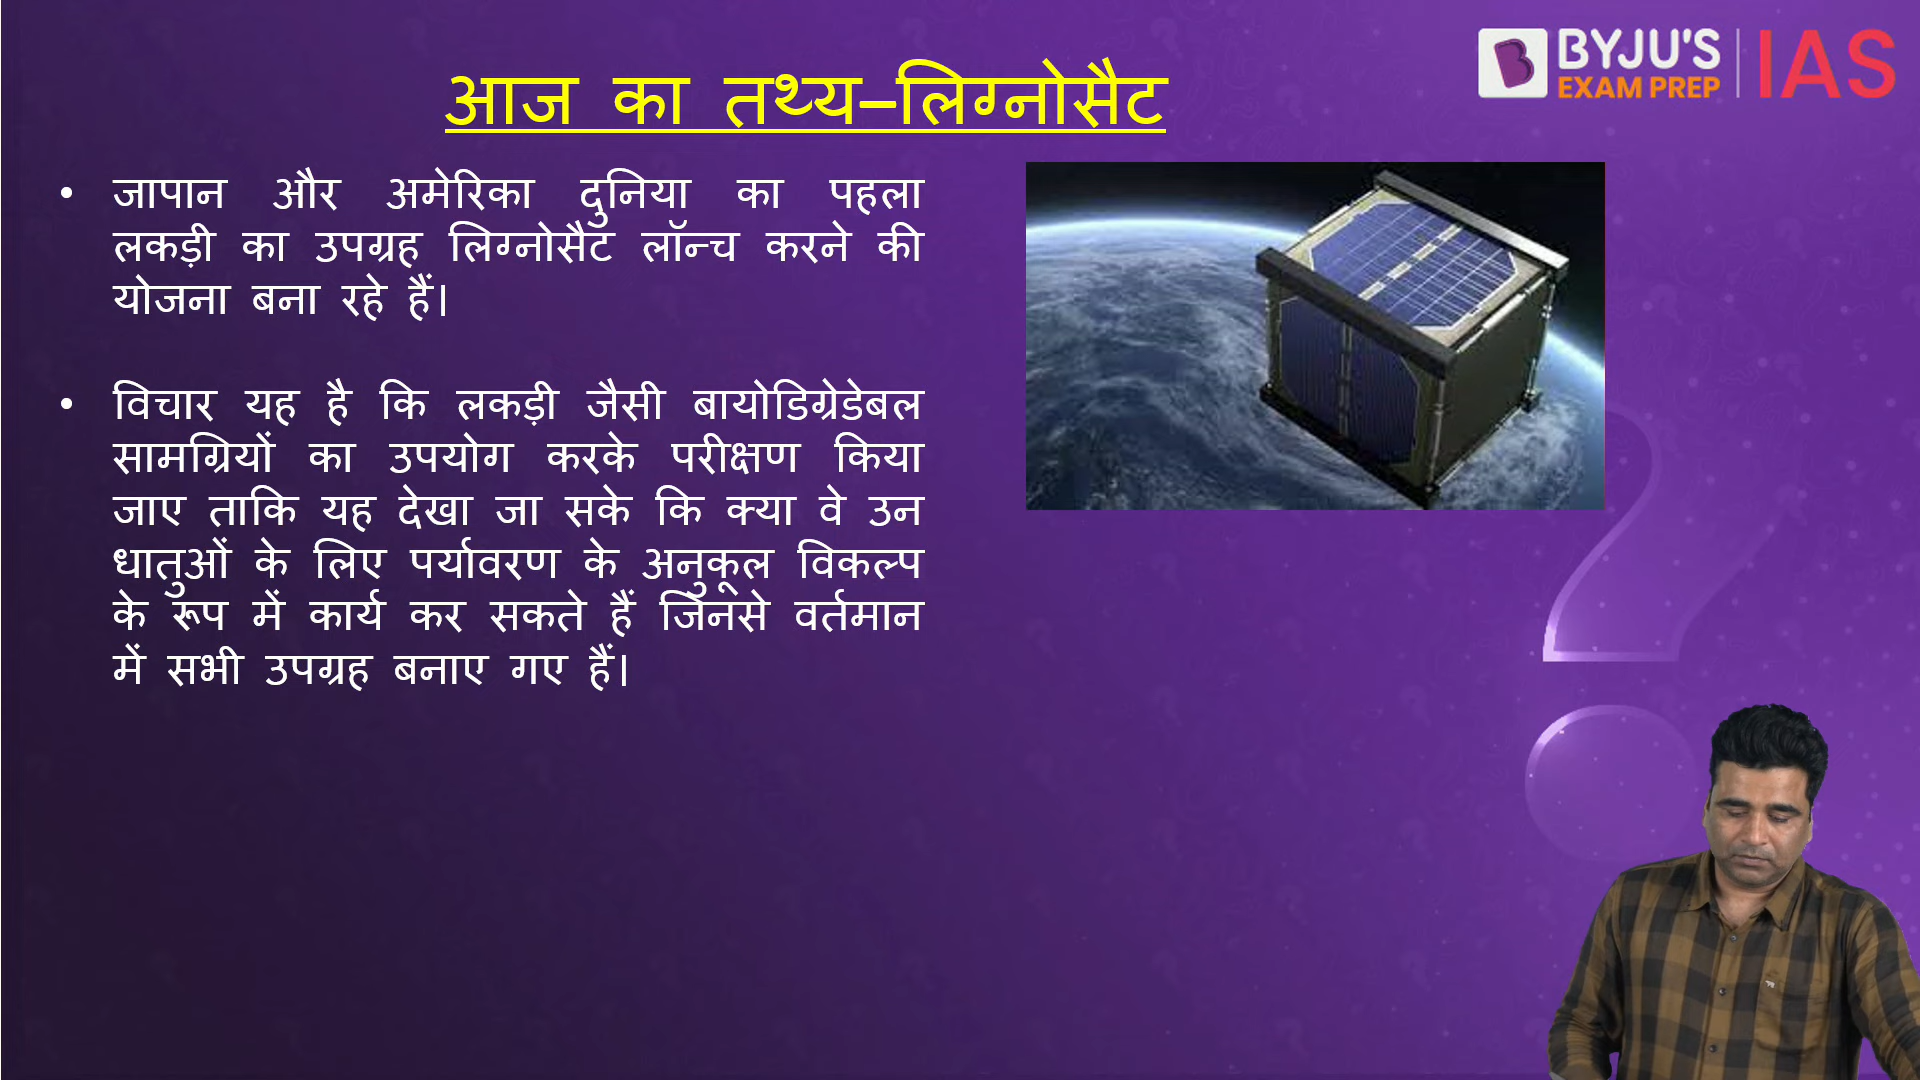 BYJU'S
EXAM PREP
IAS
आज का तथ्य–लिग्नोसैट
• जापान और अमेरिका दुनिया का पहला
लकड़ी का उपग्रह लिग्नोसैट लॉन्च करने की
योजना बना रहे हैं।
• विचार यह है कि लकड़ी जैसी बायोडिग्रेडेबल
सामग्रियों का उपयोग करके परीक्षण किया
जाए ताकि यह देखा जा सके कि क्या वे उन
धातुओं के लिए पर्यावरण के अनुकूल विकल्प
के रूप में कार्य कर सकते हैं जिनसे वर्तमान
में सभी उपग्रह बनाए गए हैं।